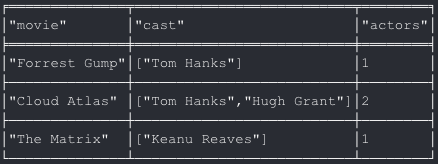 "movie" "cast" "actors"
"Forrest Gump" ["Tom Hanks"] 1
"Cloud Atlas" ["Tom Hanks","Hugh Grant"] 2
"The Matrix" ["Keanu Reaves"] 1